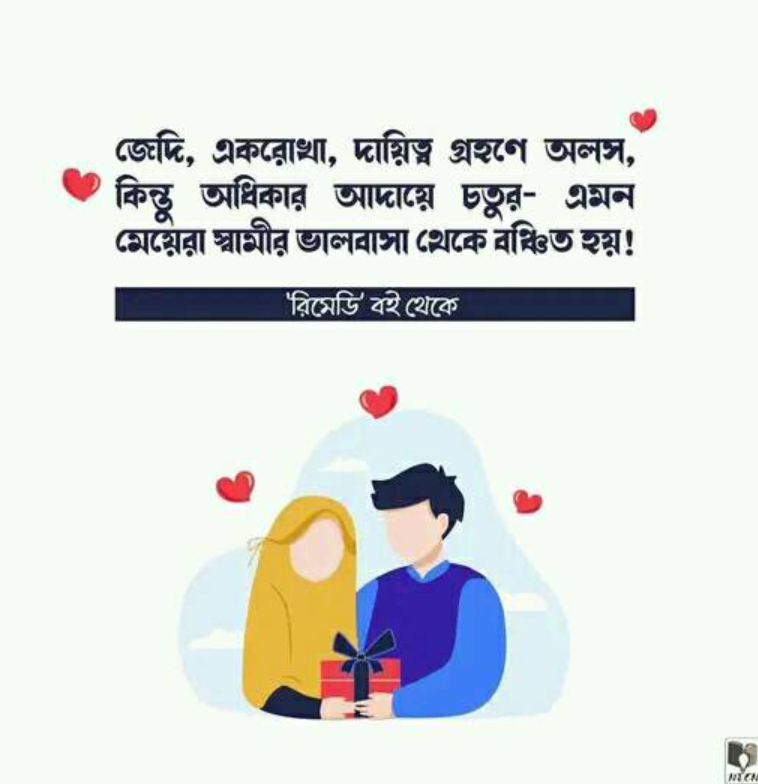 জেদি, একরোখা, দায়িত্ব গ্রহণে অলস,
কিন্তু অধিকার আদায়ে চতুর- এমন
মেয়েরা স্বামীর ভালবাসা থেকে বঞ্চিত হয়!
'রিমেডি' বই থেকে